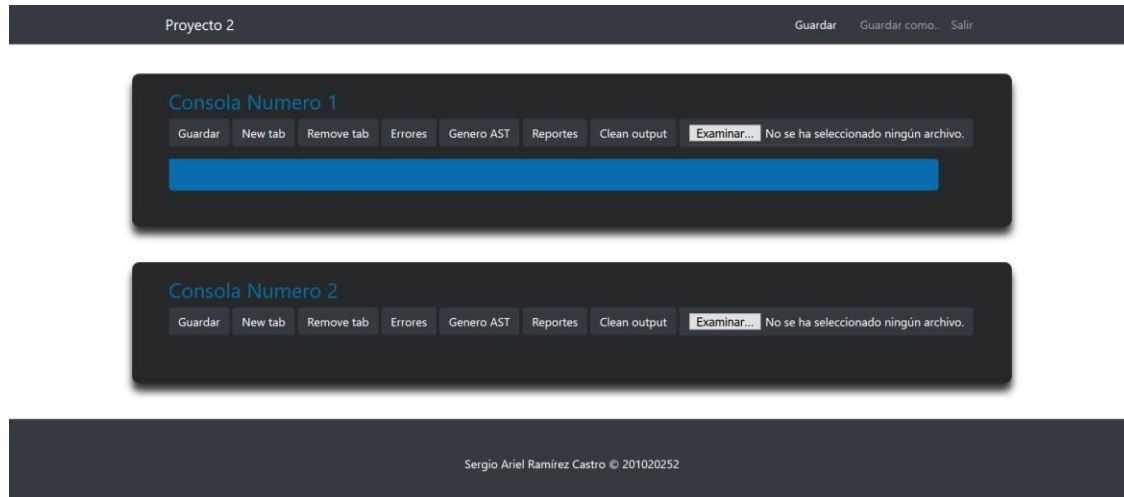 Proyecto 2 Guardar Guardar como.. Salir
Consola Numero 1
Guardar New tab Remove tab Errores Genero AST Reportes Clean output Examinar... No se ha seleccionado ningún archivo.
Consola Numero 2
Guardar New tab Remove tab Errores Genero AST Reportes Clean output Examinar... No se ha seleccionado ningún archivo.
Sergio Ariel Ramírez Castro © 201020252